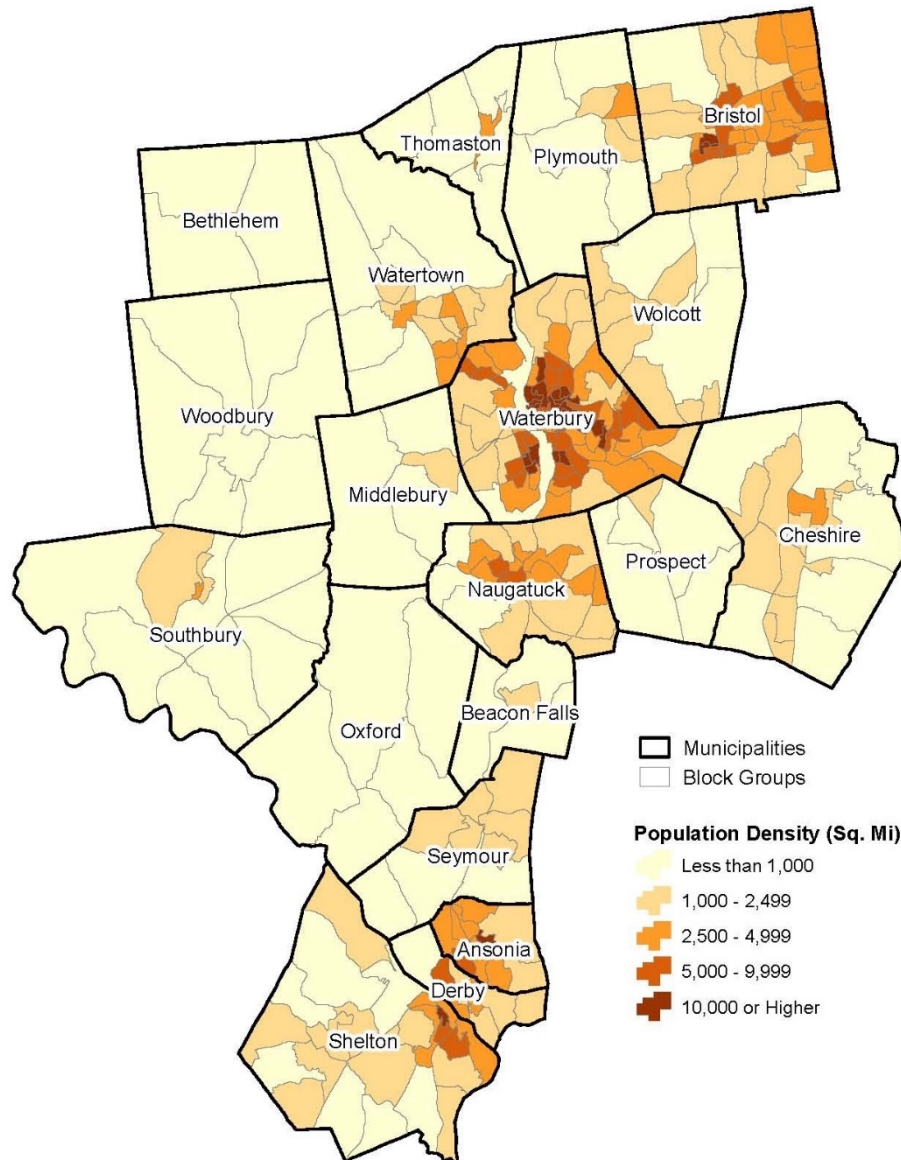 Bristol
Thomaston
Plymouth
Bethlehem
Watertown
Wolcott
Woodbury
Waterbury
Middlebury
Cheshire
Prospect
Naugatuck
Southbury
Oxford
Beacon Falls
Municipalities
Block Groups
Population Density (Sq. Mi)
Less than 1,000
1,000 - 2,499
2,500 - 4,999
5,000 - 9,999
10,000 or Higher
Seymour
Ansonia
Derby
Shelton